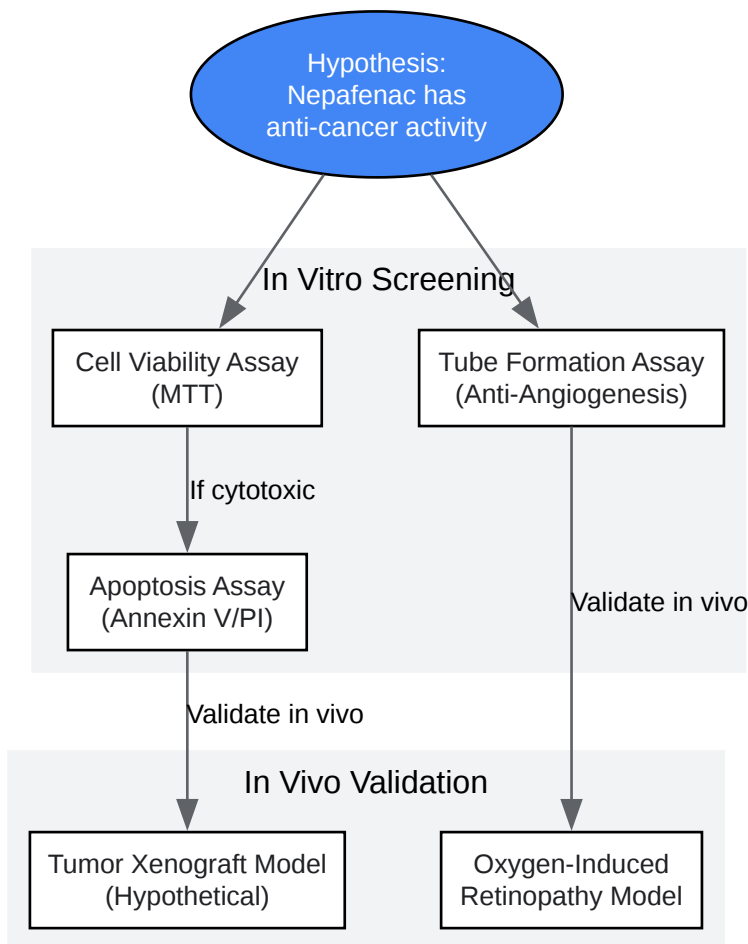 Hypothesis:
Nepafenac has
anti-cancer activity
In Vitro Screening
Cell Viability Assay
(MTT)
Tube Formation Assay
(Anti-Angiogenesis)
If cytotoxic
Apoptosis Assay
(Annexin V/PI)
Validate in vivo
Validate in vivo
In Vivo Validation
Tumor Xenograft Model
(Hypothetical)
Oxygen-Induced
Retinopathy Model